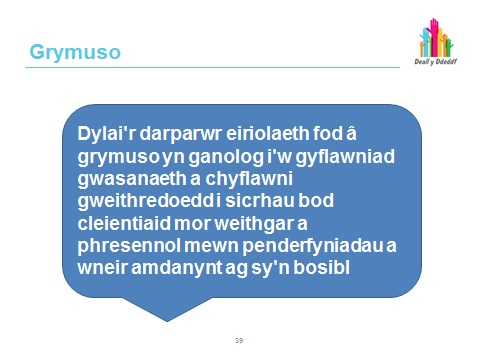 Grymuso
Deall y Ddeddf
Dylai'r darparwr eiriolaeth fod â
grymuso yn ganolog i'w gyflawniad
gwasanaeth a chyflawni
gweithredoedd i sicrhau bod
cleientiaid mor weithgar a
phresennol mewn penderfyniadau a
wneir amdanynt ag sy'n bosibl
39